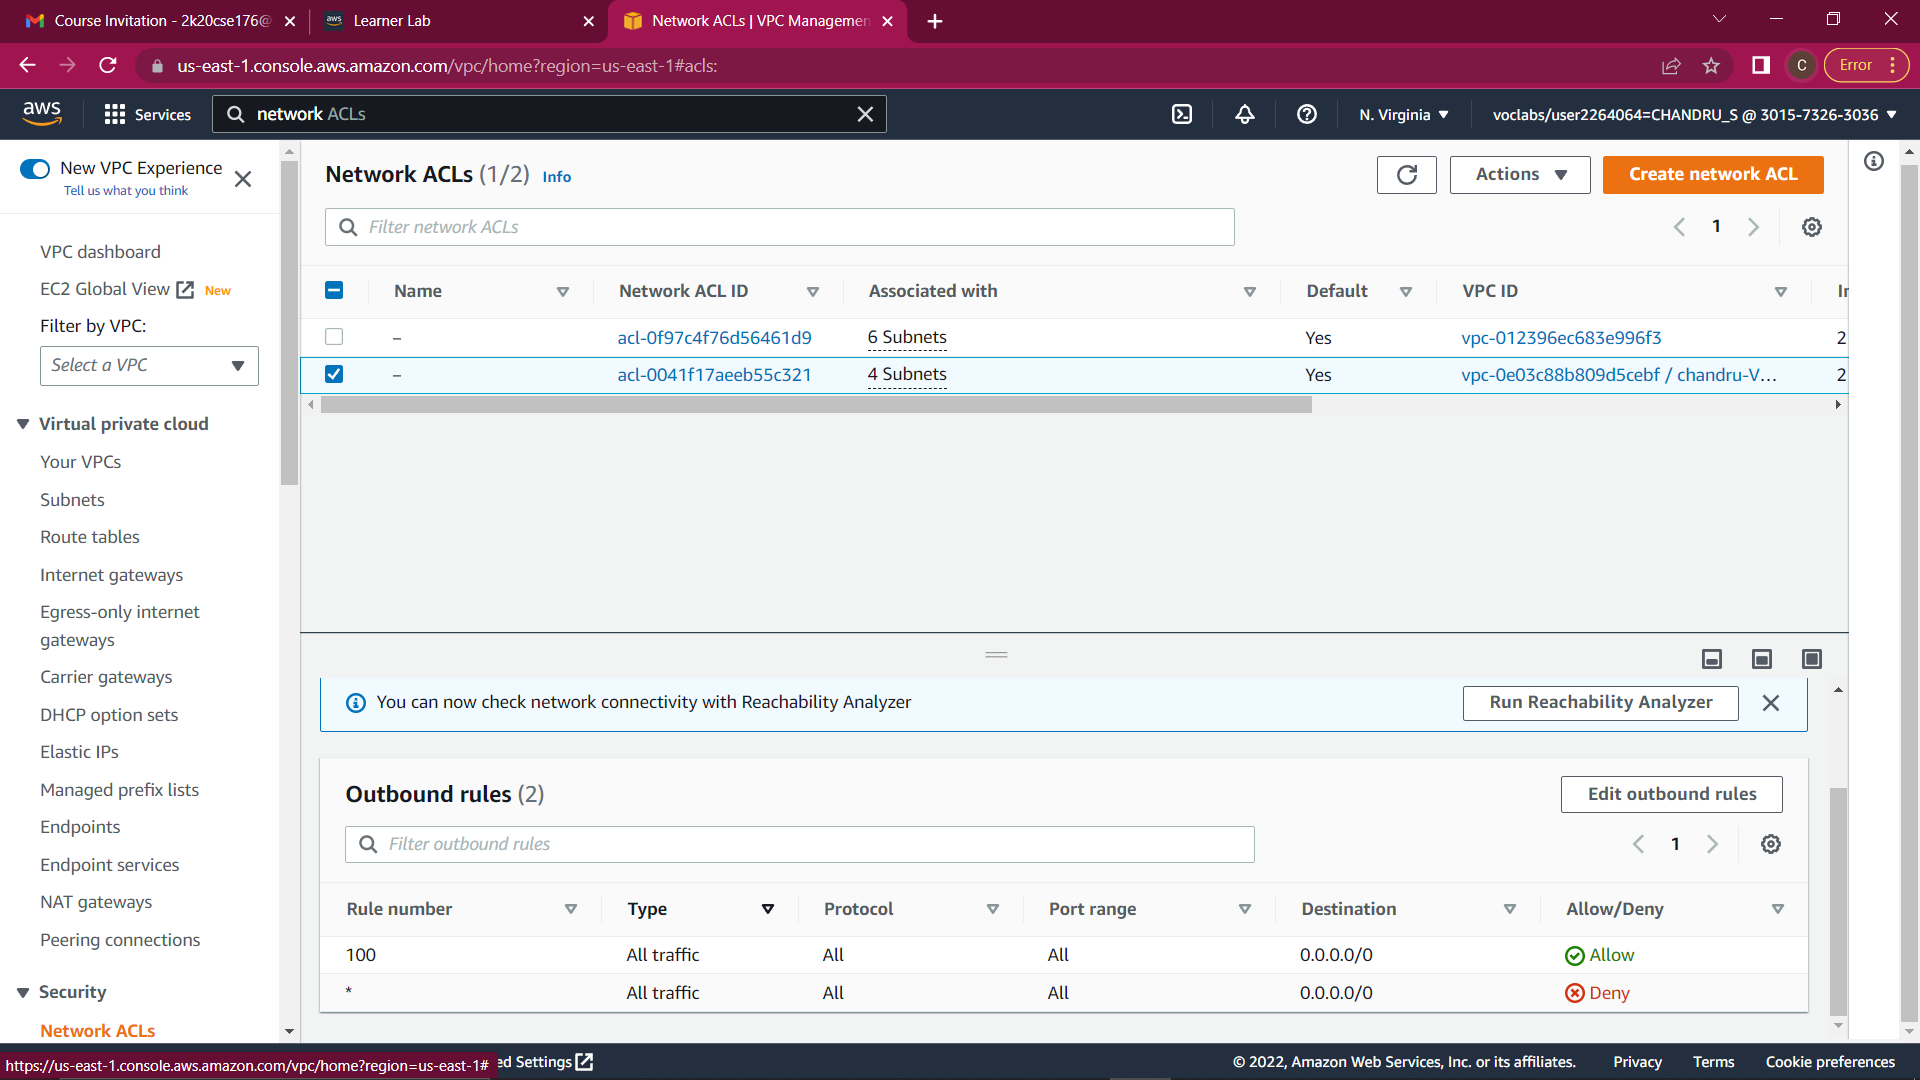 Course Invitation - 2k20cse176@
Learner Lab
Network ACLs | VPC Managemen
us-east-1.console.aws.amazon.com/vpc/home?region=us-east-1#acls:
C
Error
aws
Services
network ACLs
N. Virginia
voclabs/user2264064=CHANDRU_S @ 3015-7326-3036
New VPC Experience
Tell us what you think
VPC dashboard
EC2 Global View New
Filter by VPC:
Select a VPC
Virtual private cloud
Your VPCs
Subnets
Route tables
Internet gateways
Egress-only internet
gateways
Carrier gateways
DHCP option sets
Elastic IPs
Managed prefix lists
Endpoints
Endpoint services
NAT gateways
Peering connections
Security
Network ACLs
Network ACLs (1/2) Info
Actions
Create network ACL
Filter network ACLs
1
Name Network ACL ID Associated with Default VPC ID In
– acl-0f97c4f76d56461d9 6 Subnets Yes vpc-012396ec683e996f3 2
– acl-0041f17aeeb55c321 4 Subnets Yes vpc-0e03c88b809d5cebf / chandru-V... 2
You can now check network connectivity with Reachability Analyzer
Run Reachability Analyzer
Outbound rules (2)
Edit outbound rules
Filter outbound rules
1
Rule number Type Protocol Port range Destination Allow/Deny
100 All traffic All All 0.0.0.0/0 Allow
* All traffic All All 0.0.0.0/0 Deny
https://us-east-1.console.aws.amazon.com/vpc/home?region=us-east-1#
ed Settings
© 2022, Amazon Web Services, Inc. or its affiliates.
Privacy
Terms
Cookie preferences